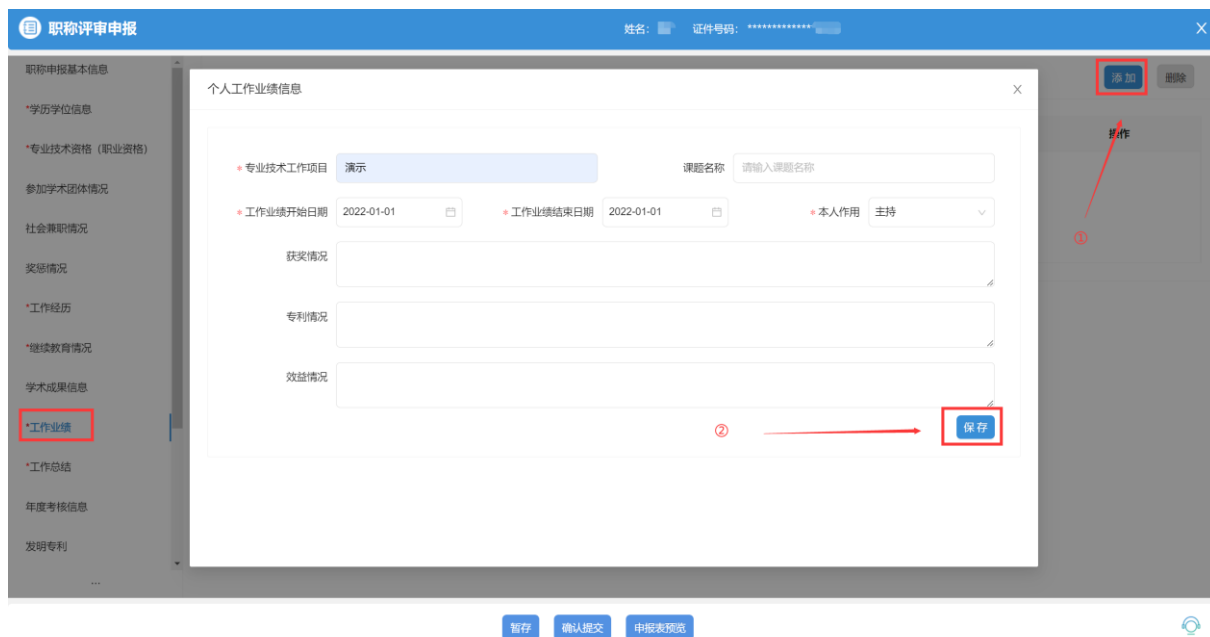 职称评审申报 姓名： 证件号码：*************
职称申报基本信息
*学历学位信息
*专业技术资格（职业资格）
参加学术团体情况
社会兼职情况
奖惩情况
*工作经历
*继续教育情况
学术成果信息
*工作业绩
*工作总结
年度考核信息
发明专利
...
添加 删除
操作
①
个人工作业绩信息
*专业技术工作项目 演示 课题名称 请输入课题名称
*工作业绩开始日期 2022-01-01 *工作业绩结束日期 2022-01-01 *本人作用 主持
获奖情况
专利情况
效益情况
② 保存
暂存 确认提交 申报表预览